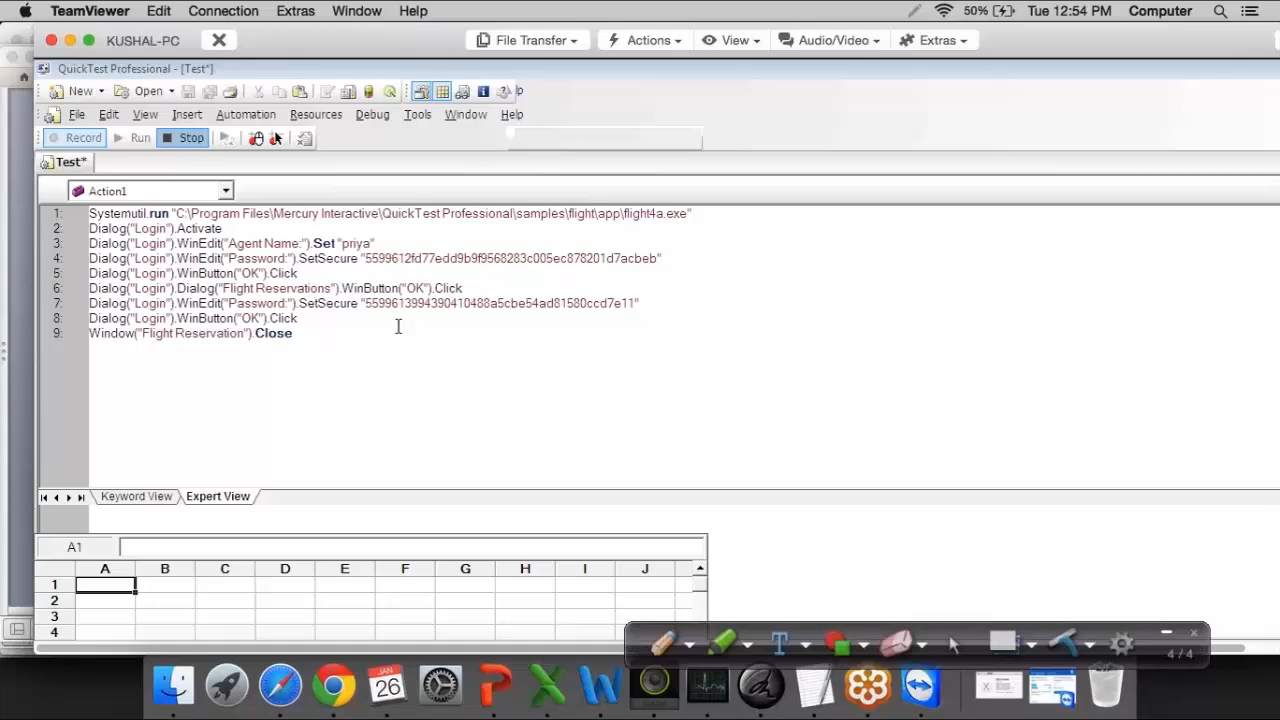 TeamViewer Edit Connection Extras Window Help 50% Tue 12:54 PM Computer
KUSHAL-PC File Transfer Actions View Audio/Video Extras
QuickTest Professional - [Test*]
New Open
File Edit View Insert Automation Resources Debug Tools Window Help
Record Run Stop
Test*
Action1
1: Systemutil.run "C:\Program Files\Mercury Interactive\QuickTest Professional\samples\flight\app\flight4a.exe"
2: Dialog("Login").Activate
3: Dialog("Login").WinEdit("Agent Name:").Set "priya"
4: Dialog("Login").WinEdit("Password:").SetSecure "5599612fd77edd9b9f9568283c005ec878201d7acbeb"
5: Dialog("Login").WinButton("OK").Click
6: Dialog("Login").Dialog("Flight Reservations").WinButton("OK").Click
7: Dialog("Login").WinEdit("Password:").SetSecure "5599613994390410488a5cbe54ad81580ccd7e11"
8: Dialog("Login").WinButton("OK").Click
9: Window("Flight Reservation").Close
Keyword View Expert View
A1
A B C D E F G H I J
1
2
3
4
4/4
JAN
26